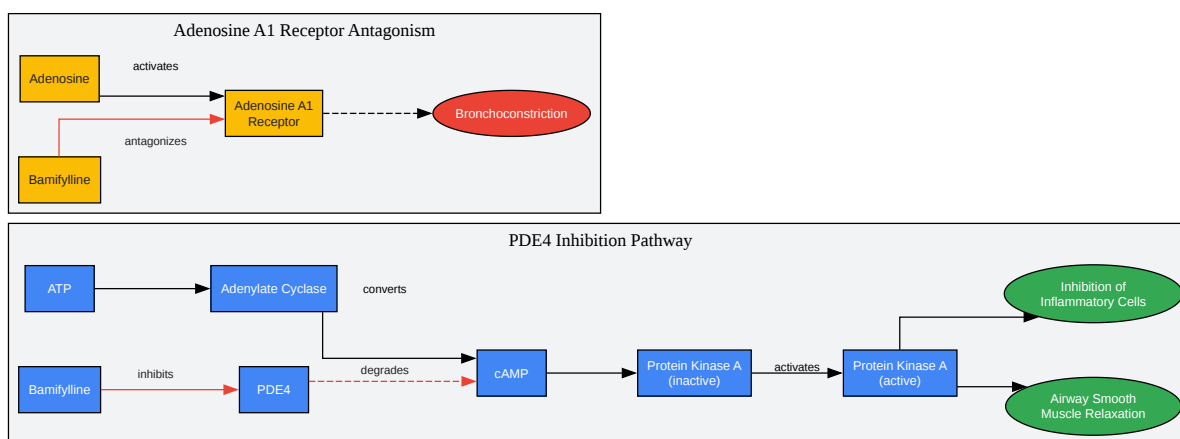 Adenosine A1 Receptor Antagonism
Adenosine
activates
Adenosine A1
Receptor
Bronchoconstriction
antagonizes
Bamifylline
PDE4 Inhibition Pathway
ATP
Adenylate Cyclase
converts
Inhibition of
Inflammatory Cells
Bamifylline
inhibits
PDE4
degrades
cAMP
Protein Kinase A
(inactive)
activates
Protein Kinase A
(active)
Airway Smooth
Muscle Relaxation